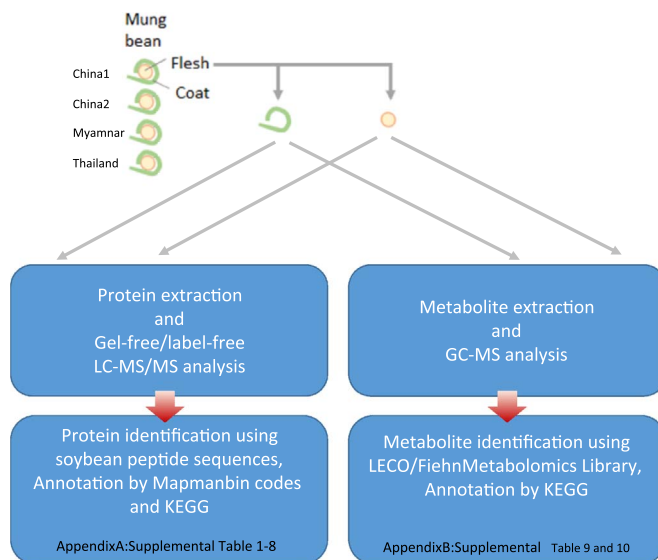 Mung
bean
China1
Flesh
Coat
China2
Myamnar
Thailand
Protein extraction
and
Gel-free/label-free
LC-MS/MS analysis
Metabolite extraction
and
GC-MS analysis
Protein identification using
soybean peptide sequences,
Annotation by Mapmanbin codes
and KEGG
AppendixA:Supplemental Table 1-8
Metabolite identification using
LECO/FiehnMetabolomics Library,
Annotation by KEGG
AppendixB:Supplemental Table 9 and 10